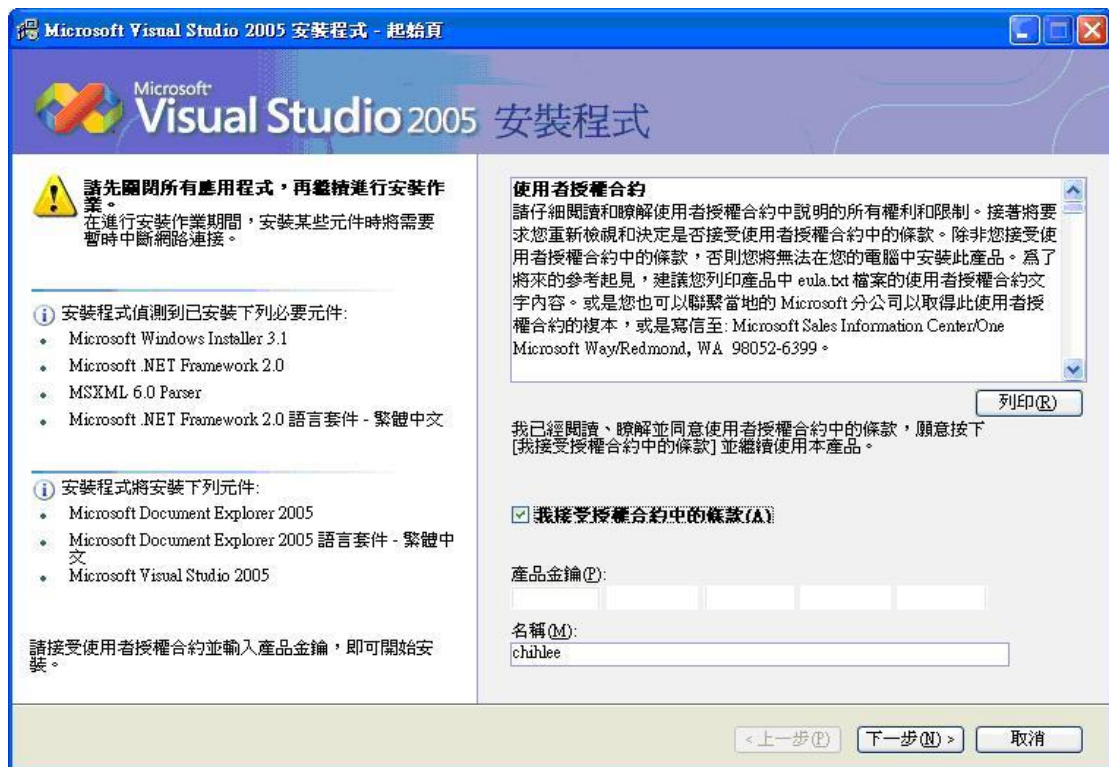 Microsoft Visual Studio 2005 安裝程式 - 起始頁
Microsoft
Visual Studio 2005 安裝程式
請先關閉所有應用程式，再繼續進行安裝作
業。
在進行安裝作業期間，安裝某些元件時將需要
暫時中斷網路連接。
安裝程式偵測到已安裝下列必要元件:
Microsoft Windows Installer 3.1
Microsoft .NET Framework 2.0
MSXML 6.0 Parser
Microsoft .NET Framework 2.0 語言套件 - 繁體中文
安裝程式將安裝下列元件:
Microsoft Document Explorer 2005
Microsoft Document Explorer 2005 語言套件 - 繁體中
文
Microsoft Visual Studio 2005
請接受使用者授權合約並輸入產品金鑰，即可開始安
裝。
使用者授權合約
請仔細閱讀和瞭解使用者授權合約中說明的所有權利和限制。接著將要
求您重新檢視和決定是否接受使用者授權合約中的條款。除非您接受使
用者授權合約中的條款，否則您將無法在您的電腦中安裝此產品。為了
將來的參考起見，建議您列印產品中 eula.txt 檔案的使用者授權合約文
字內容。或是您也可以聯繫當地的 Microsoft 分公司以取得此使用者授
權合約的複本，或是寫信至: Microsoft Sales Information Center/One
Microsoft Way/Redmond, WA 98052-6399。
列印(R)
我已經閱讀、瞭解並同意使用者授權合約中的條款，願意按下
[我接受授權合約中的條款] 並繼續使用本產品。
我接受授權合約中的條款(A)
產品金鑰(P):
名稱(M):
chihlee
<上一步(P)
下一步(N) >
取消